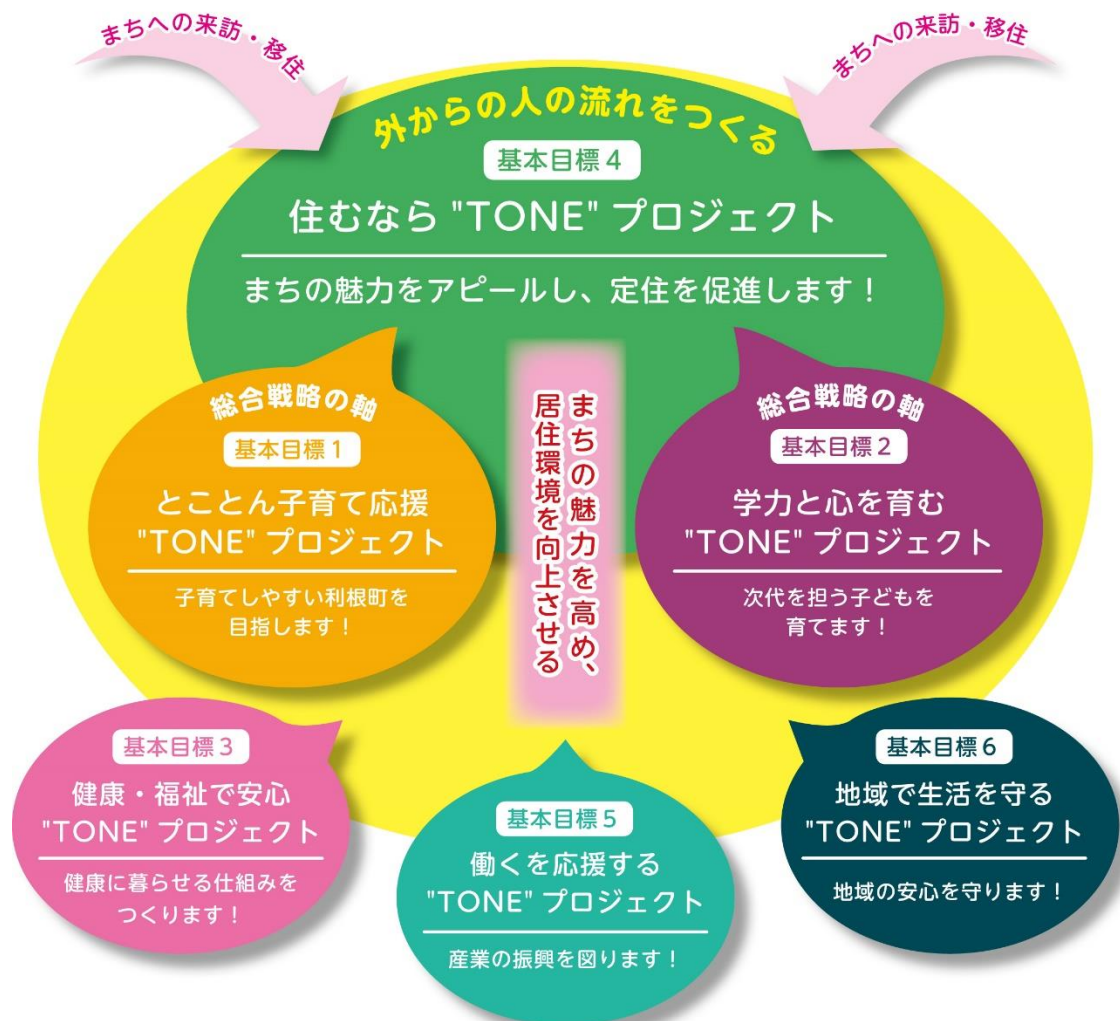 まちへの来訪・移住
まちへの来訪・移住
外からの人の流れをつくる
基本目標４
住むなら "TONE" プロジェクト
まちの魅力をアピールし、定住を促進します！
総合戦略の軸
基本目標１
とことん子育て応援
"TONE" プロジェクト
子育てしやすい利根町を
目指します！
まちの魅力を高め、
居住環境を向上させる
総合戦略の軸
基本目標２
学力と心を育む
"TONE" プロジェクト
次代を担う子どもを
育てます！
基本目標３
健康・福祉で安心
"TONE" プロジェクト
健康に暮らせる仕組みを
つくります！
基本目標５
働くを応援する
"TONE" プロジェクト
産業の振興を図ります！
基本目標６
地域で生活を守る
"TONE" プロジェクト
地域の安心を守ります！